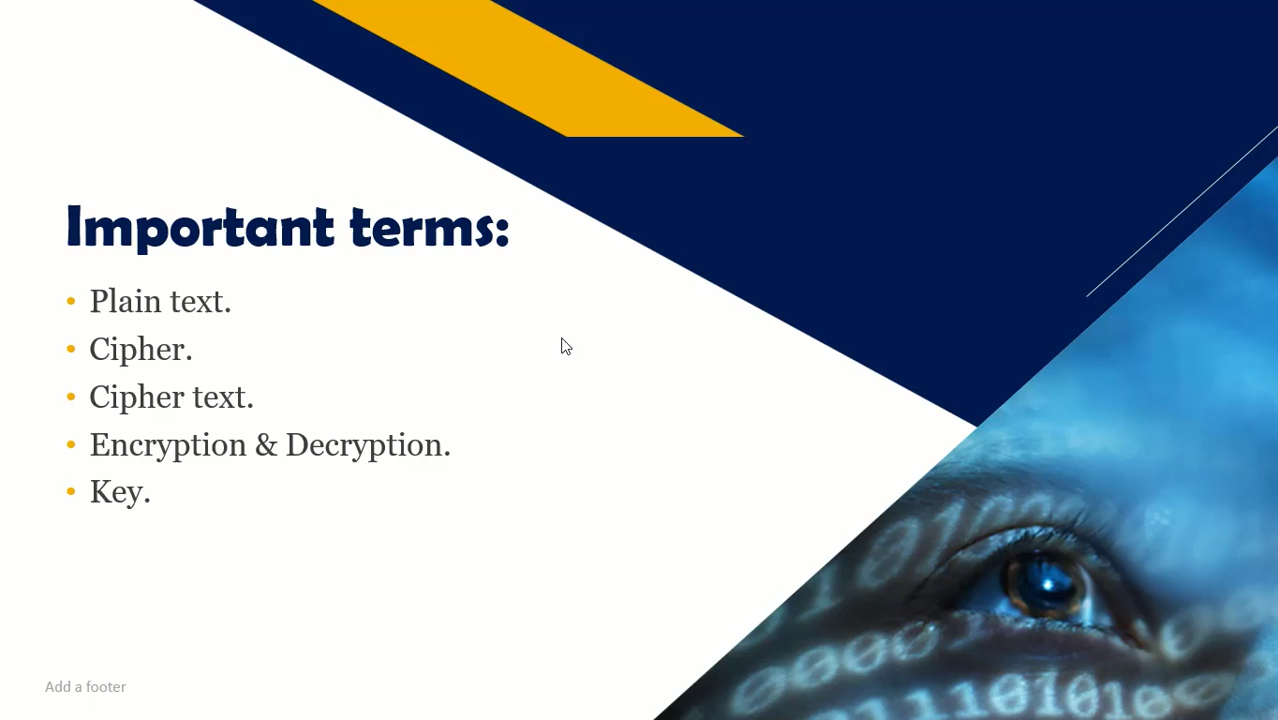 Important terms:
• Plain text.
• Cipher.
• Cipher text.
• Encryption & Decryption.
• Key.
Add a footer